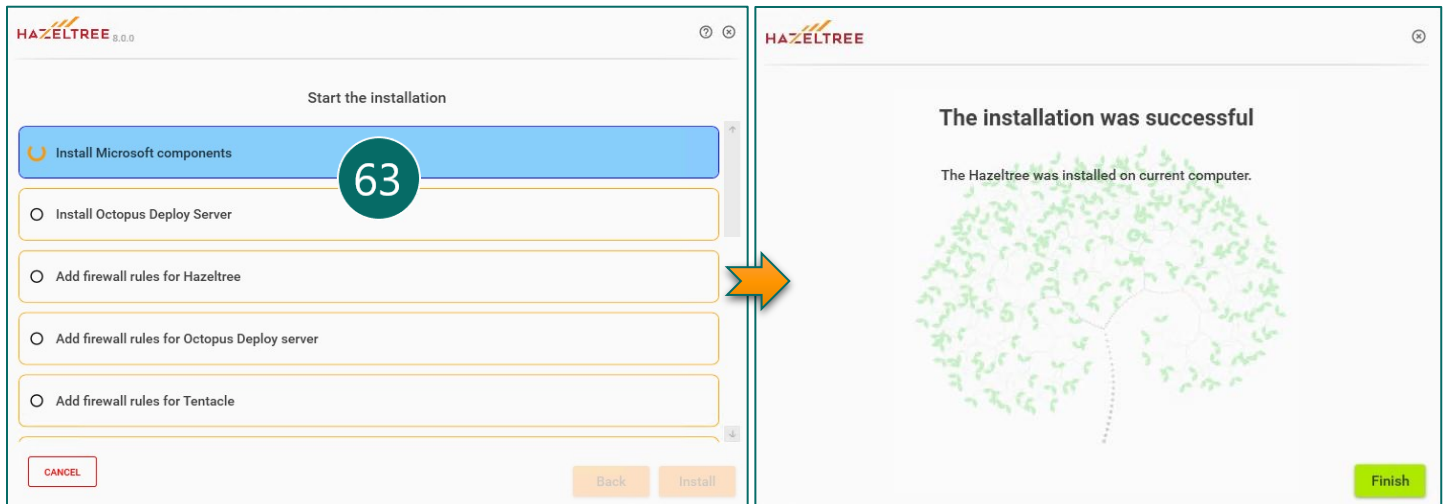 HAZELTREE 8.0.0
Start the installation
Install Microsoft components
63
Install Octopus Deploy Server
Add firewall rules for Hazeltree
Add firewall rules for Octopus Deploy server
Add firewall rules for Tentacle
CANCEL
Back
Install
HAZELTREE
The installation was successful
The Hazeltree was installed on current computer.
Finish